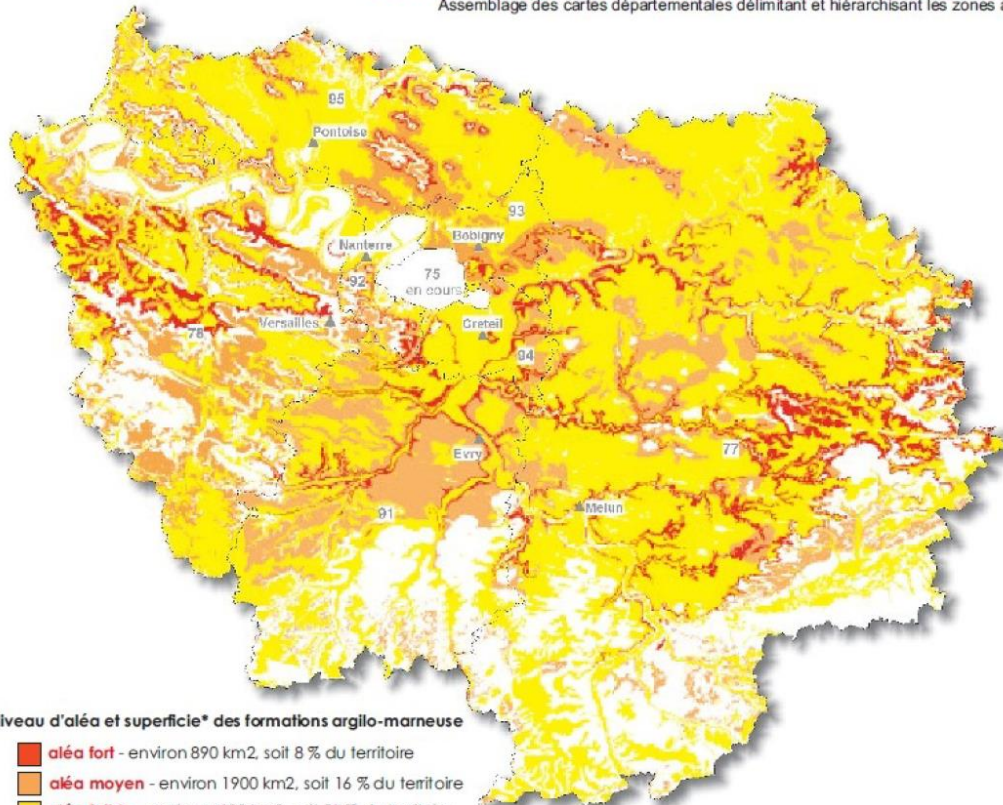 Assemblage des cartes départementales délimitant et hiérarchisant les zones
95
Pontoise
93
Nanterre
Bobigny
75
en cours
92
Versailles
Creteil
78
94
77
Evry
Melun
91
iveau d'aléa et superficie* des formations argilo-marneuse
aléa fort - environ 890 km2, soit 8 % du territoire
aléa moyen - environ 1900 km2, soit 16 % du territoire